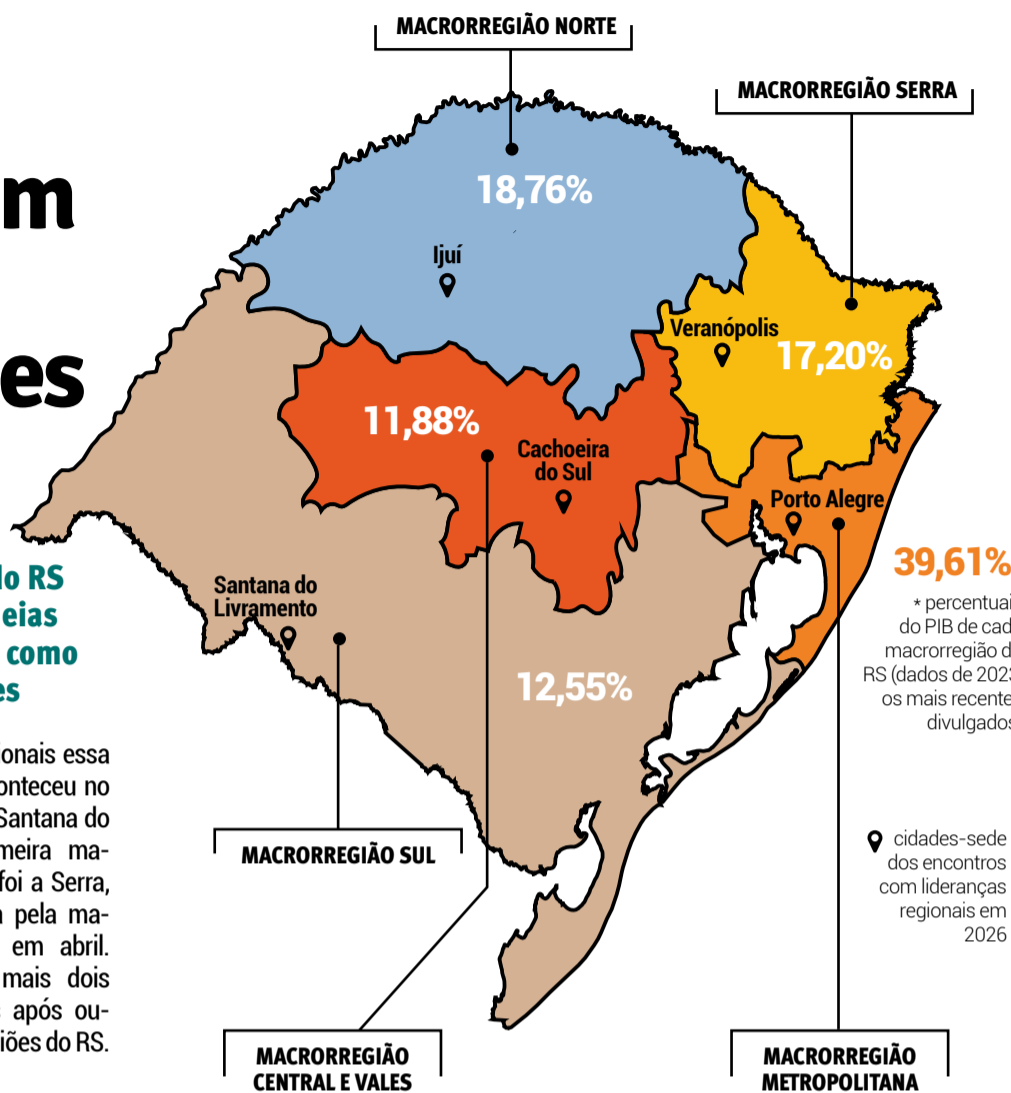 MACRORREGIÃO NORTE
MACRORREGIÃO SERRA
m
es
18,76%
Ijuí
Veranópolis
17,20%
11,88%
Cachoeira
do Sul
Porto Alegre
39,61%
* percentuai
do PIB de cad
macrorregião d
RS (dados de 2023
os mais recente
divulgados
Santana do
Livramento
12,55%
lo RS
eias
como
es
ionais essa
onteceu no
Santana do
meira ma-
foi a Serra,
a pela ma-
em abril.
mais dois
após ou-
iões do RS.
cidades-sede
dos encontros
com lideranças
regionais em
2026
MACRORREGIÃO SUL
MACRORREGIÃO
CENTRAL E VALES
MACRORREGIÃO
METROPOLITANA